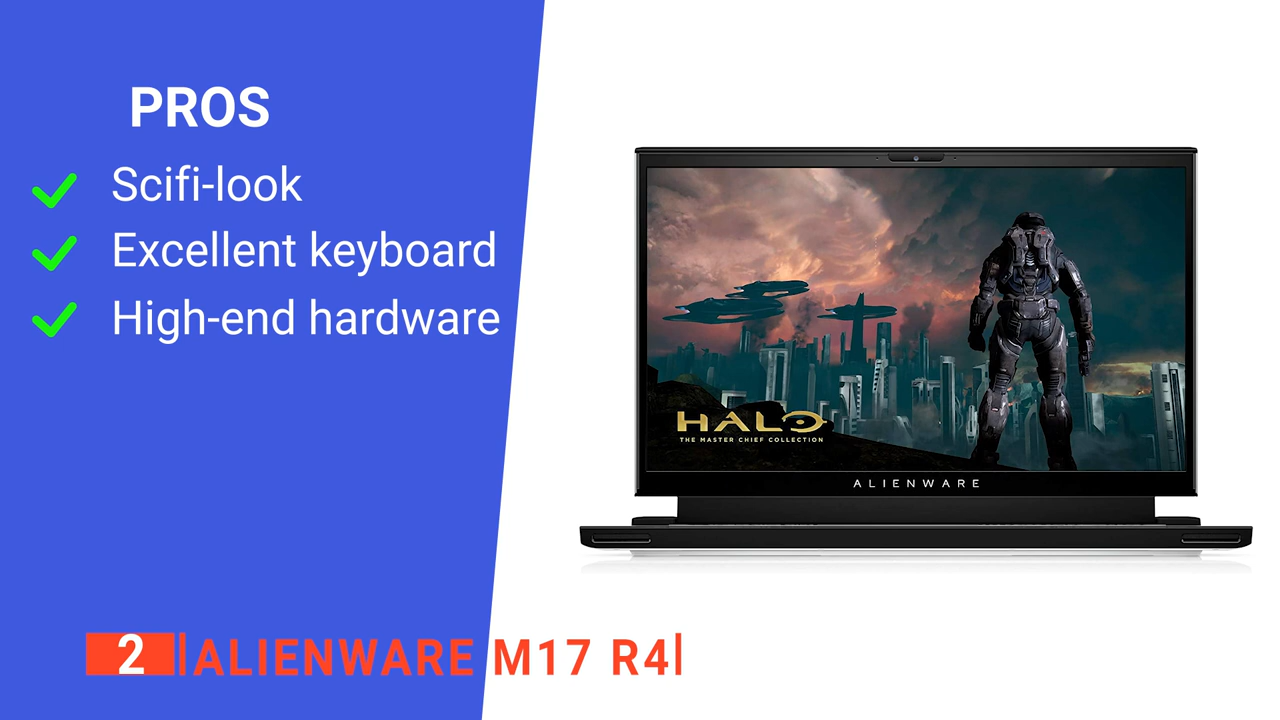 PROS
Scifi-look
Excellent keyboard
High-end hardware
HALO
THE MASTER CHIEF COLLECTION
ALIENWARE
2 ALIENWARE M17 R4